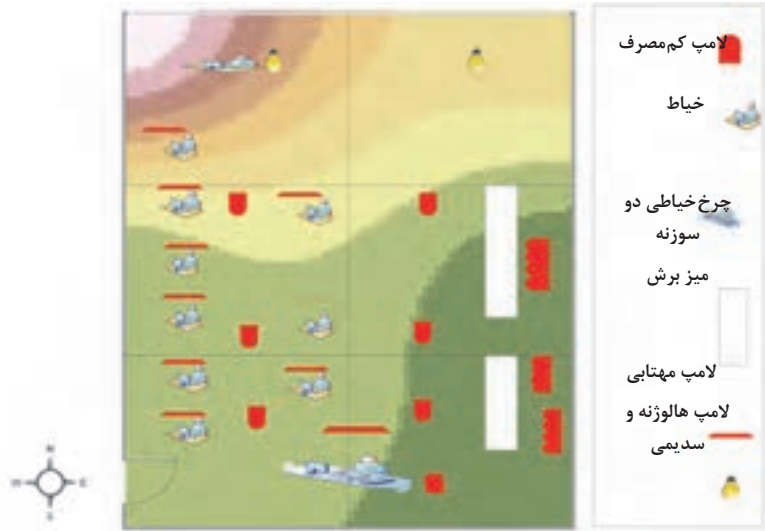 لامپ کم‌مصرف
خیاط
چرخ‌خیاطی دو
سوزنه
میز برش
لامپ مهتابی
لامپ هالوژنه و
سدیمی
N
E
S